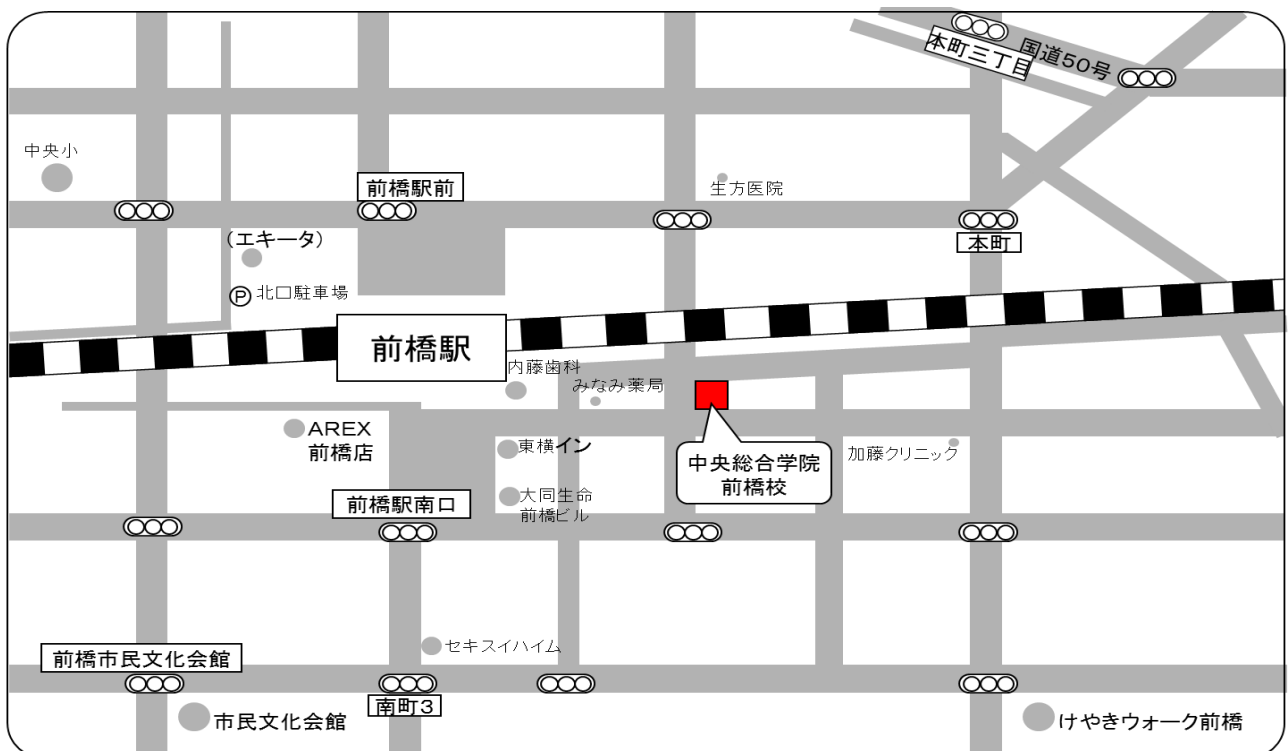 本町三丁目
国道50号
中央小
前橋駅前
生方医院
(エキータ)
本町
P
北口駐車場
前橋駅
内藤歯科
みなみ薬局
AREX
前橋店
東横イン
中央総合学院
前橋校
加藤クリニック
前橋駅南口
大同生命
前橋ビル
セキスイハイム
前橋市民文化会館
南町3
市民文化会館
けやきウォーク前橋